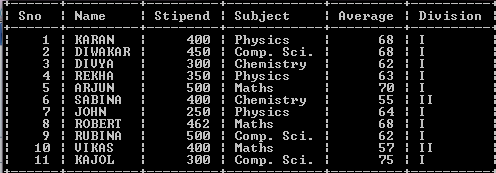 Sno | Name | Stipend | Subject | Average | Division
1 | KARAN | 400 | Physics | 68 | I
2 | DIWAKAR | 450 | Comp. Sci. | 68 | I
3 | DIVYA | 300 | Chemistry | 62 | I
4 | REKHA | 350 | Physics | 63 | I
5 | ARJUN | 500 | Maths | 70 | I
6 | SABINA | 400 | Chemistry | 55 | II
7 | JOHN | 250 | Physics | 64 | I
8 | ROBERT | 462 | Maths | 68 | I
9 | RUBINA | 500 | Comp. Sci. | 62 | I
10 | VIKAS | 400 | Maths | 57 | II
11 | KAJOL | 300 | Comp. Sci. | 75 | I